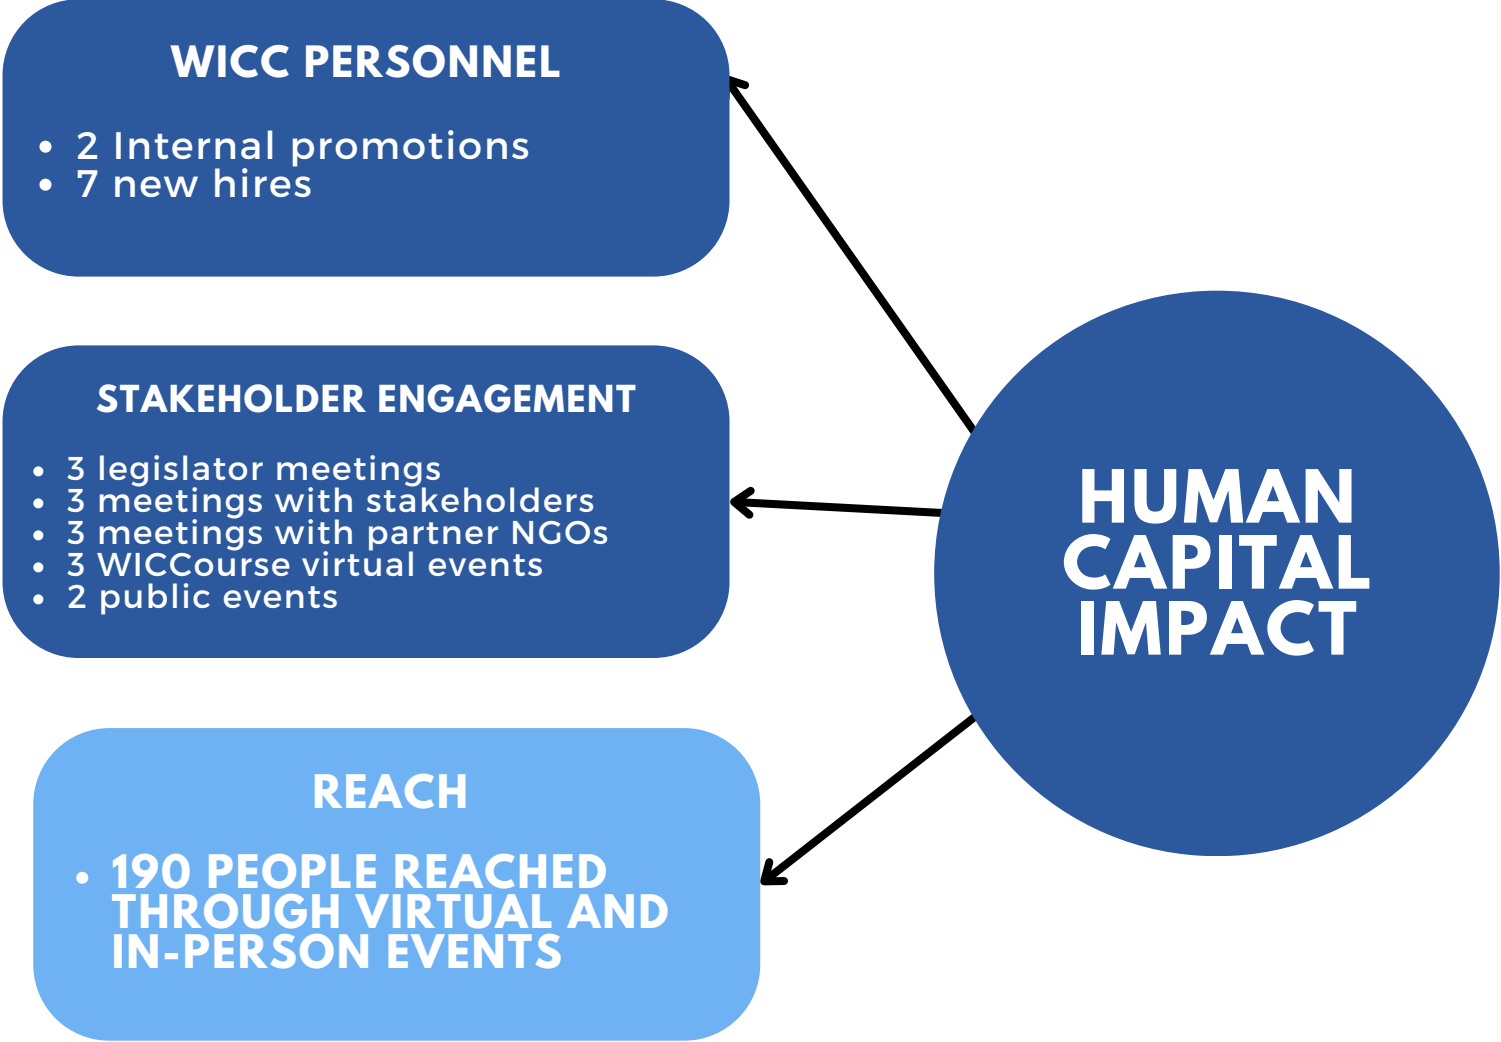 WICC PERSONNEL
• 2 Internal promotions
• 7 new hires
STAKEHOLDER ENGAGEMENT
• 3 legislator meetings
• 3 meetings with stakeholders
• 3 meetings with partner NGOs
• 3 WICCourse virtual events
• 2 public events
REACH
• 190 PEOPLE REACHED
THROUGH VIRTUAL AND
IN-PERSON EVENTS
HUMAN
CAPITAL
IMPACT